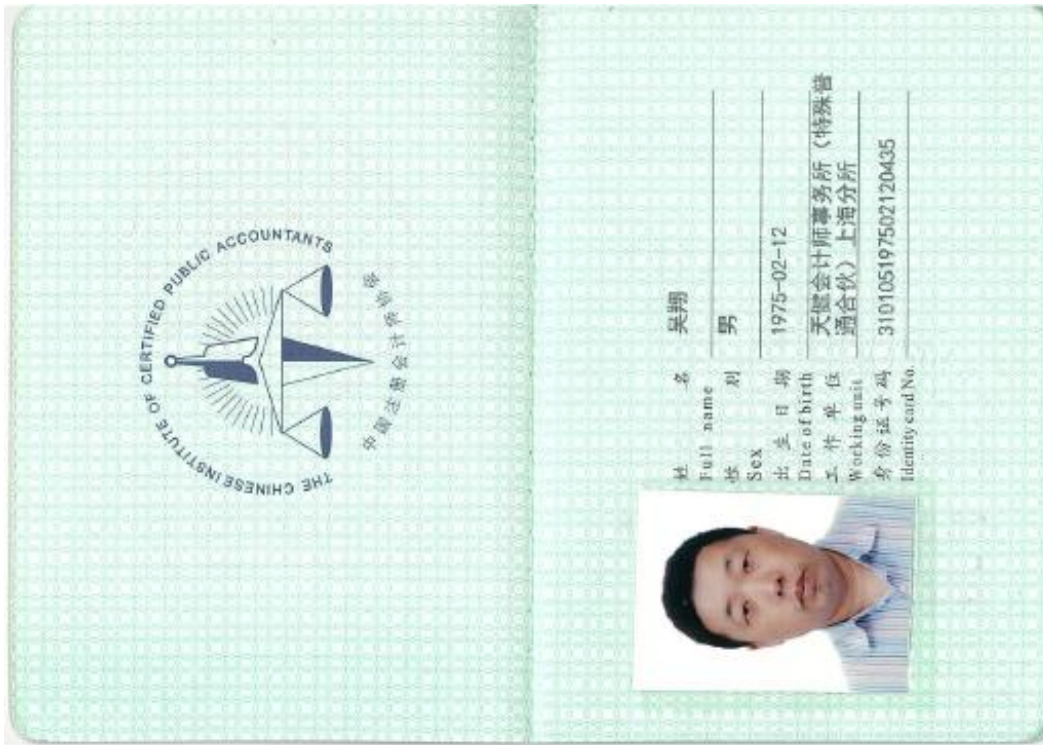 THE CHINESE INSTITUTE OF CERTIFIED PUBLIC ACCOUNTANTS
中国注册会计师协会
姓 名 吴翔
Full name
性 别 男
Sex
出 生 日 期 1975-02-12
Date of birth
工 作 单 位 天健会计师事务所（特殊普
通合伙）上海分所
Working unit
身份证号码 310105197502120435
Identity card No.